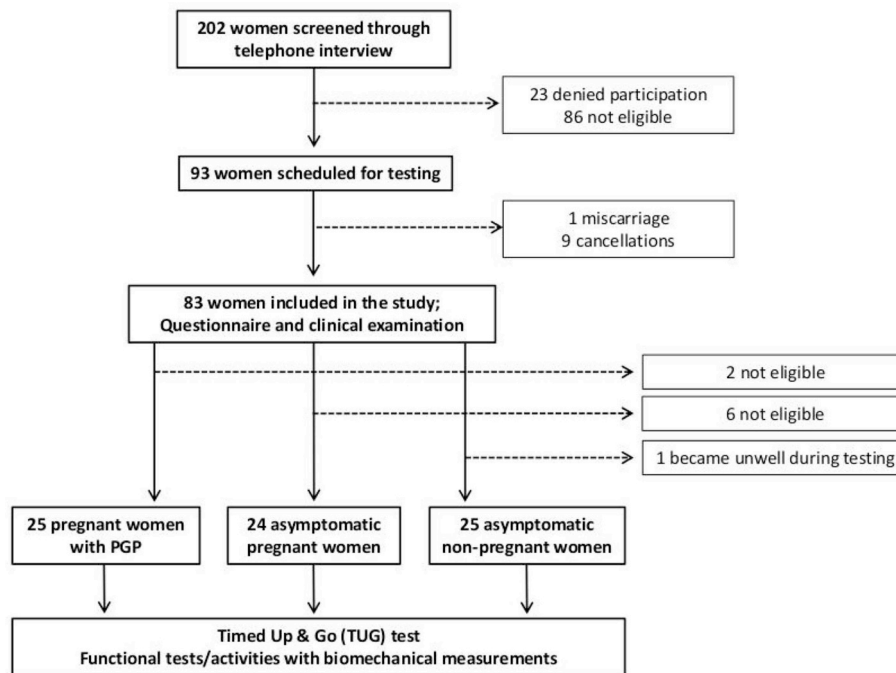 202 women screened through
telephone interview
23 denied participation
86 not eligible
93 women scheduled for testing
1 miscarriage
9 cancellations
83 women included in the study;
Questionnaire and clinical examination
2 not eligible
6 not eligible
1 became unwell during testing
25 pregnant women
with PGP
24 asymptomatic
pregnant women
25 asymptomatic
non-pregnant women
Timed Up & Go (TUG) test
Functional tests/activities with biomechanical measurements